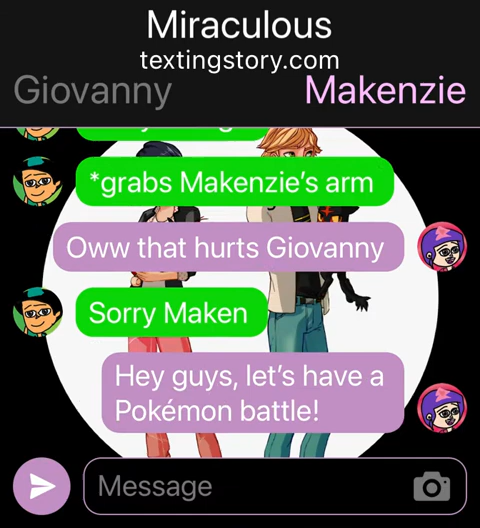 Miraculous
textingstory.com
Giovanny Makenzie
*grabs Makenzie's arm
Oww that hurts Giovanny
Sorry Maken
Hey guys, let's have a
Pokémon battle!
Message